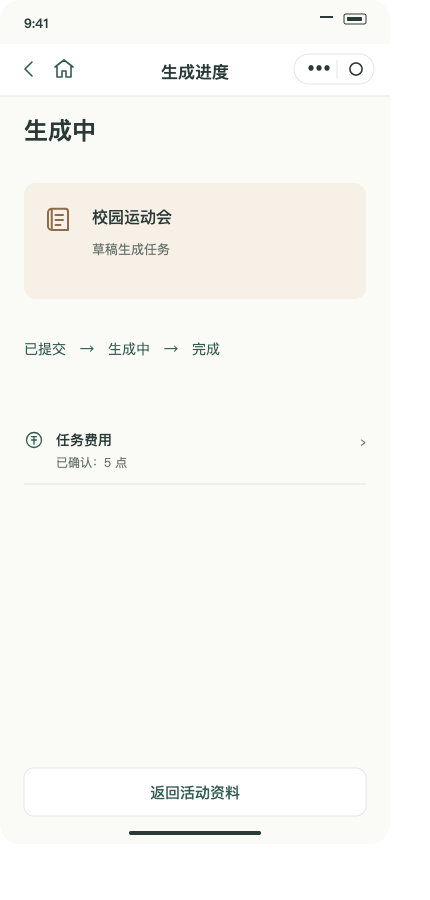 9:41
生成进度
生成中
校园运动会
草稿生成任务
已提交 → 生成中 → 完成
任务费用
已确认：5 点
返回活动资料